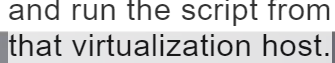 and run the script from
that virtualization host.